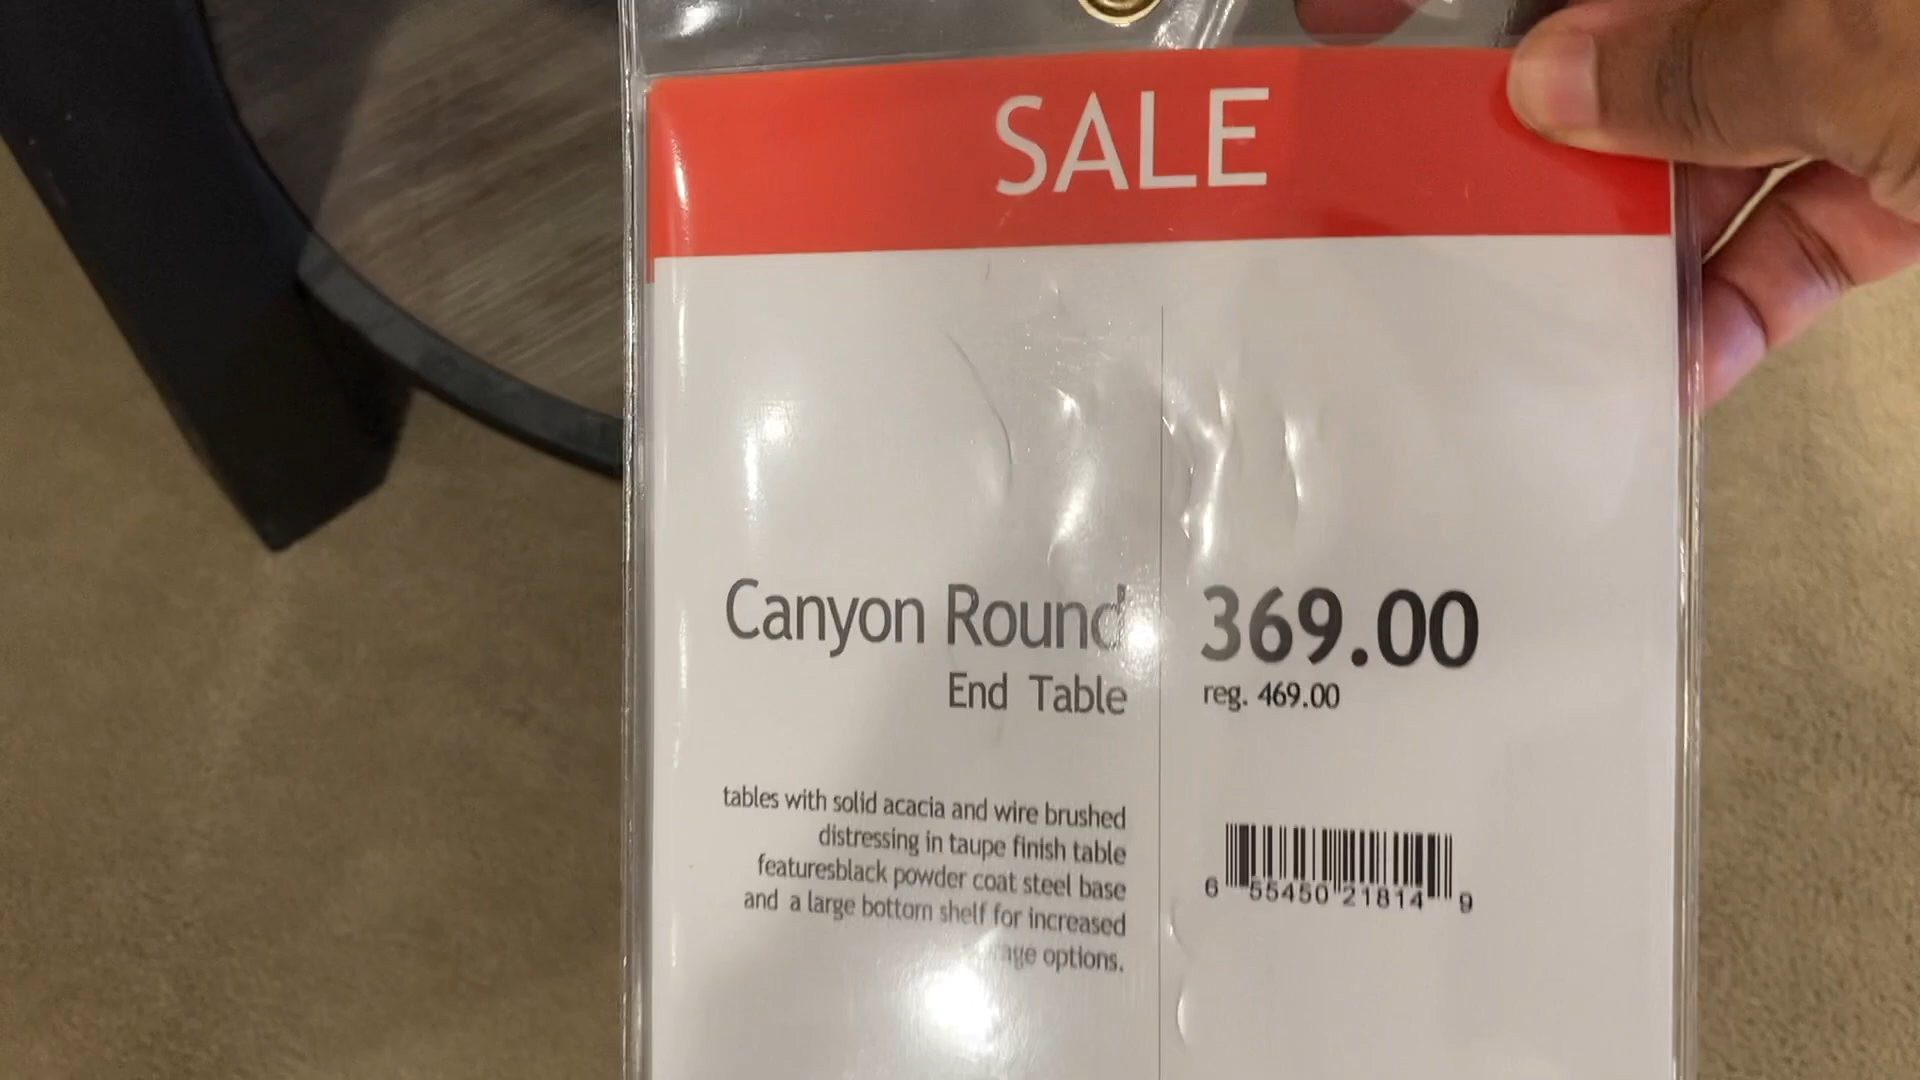 SALE
Canyon Round
End Table
369.00
reg. 469.00
tables with solid acacia and wire brushed
distressing in taupe finish table
featuresblack powder coat steel base
and a large bottom shelf for increased
options.
6 55450 21814 9